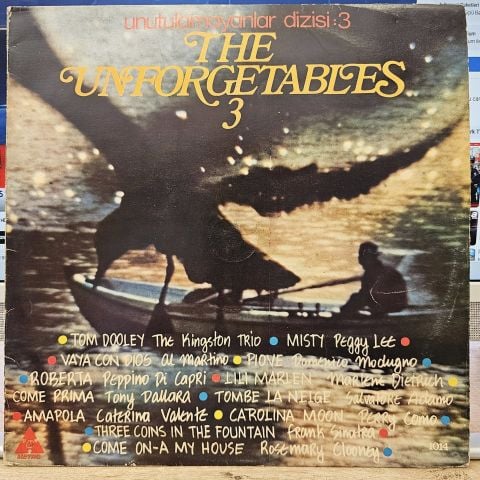 unutulamayanlar dizisi:3
THE
UNFORGETABLES
3
TOM DOOLEY The Kingston Trio • MISTY Peggy Lee
VAYA CON DIOS Al Martino • PIOVE Domenico Modugno
ROBERTA Peppino Di Capri • LILI MARLEN Marlene Dietrich
COME PRIMA Tony Dallara • TOMBE LA NEIGE Salvatore Adamo
AMAPOLA Caterina Valente • CAROLINA MOON Perry Como
THREE COINS IN THE FOUNTAIN Frank Sinatra
COME ON-A MY HOUSE Rosemary Clooney
1014